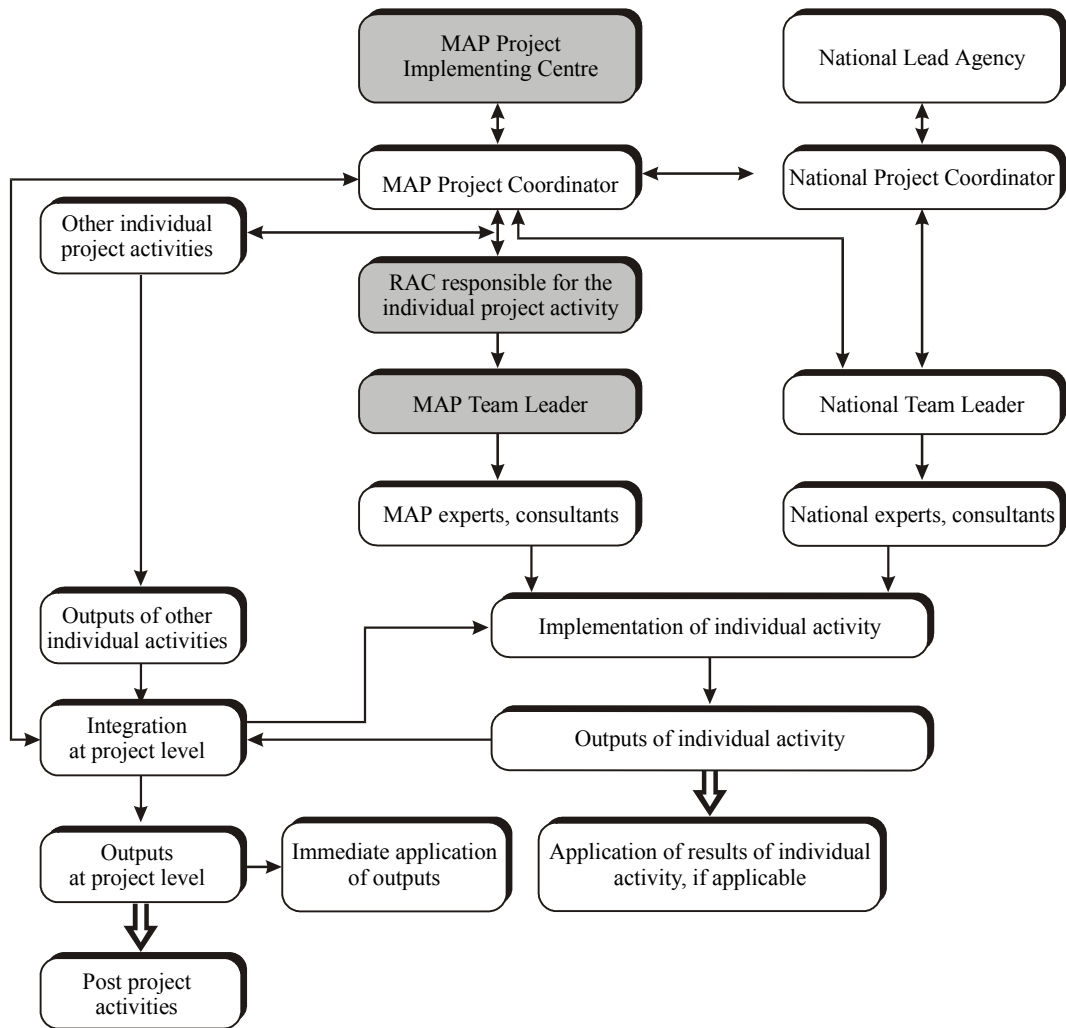 MAP Project
Implementing Centre
National Lead Agency
MAP Project Coordinator
National Project Coordinator
Other individual
project activities
RAC responsible for the
individual project activity
MAP Team Leader
National Team Leader
MAP experts, consultants
National experts, consultants
Outputs of other
individual activities
Implementation of individual activity
Integration
at project level
Outputs of individual activity
Outputs
at project level
Immediate application
of outputs
Application of results of individual
activity, if applicable
Post project
activities